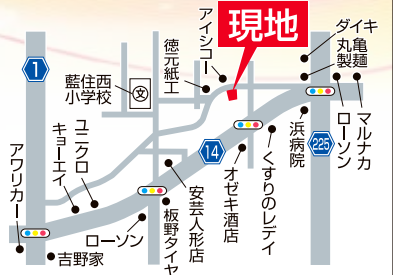 現地
アイシコー
徳元紙工
ダイキ
丸亀
製麺
1
藍住西
小学校
文
マルナカ
ローソン
浜病院
225
くすりのレディ
オゼキ酒店
14
安芸人形店
板野タイヤ
ローソン
ユニクロ
キョーエイ
アワリカー
吉野家